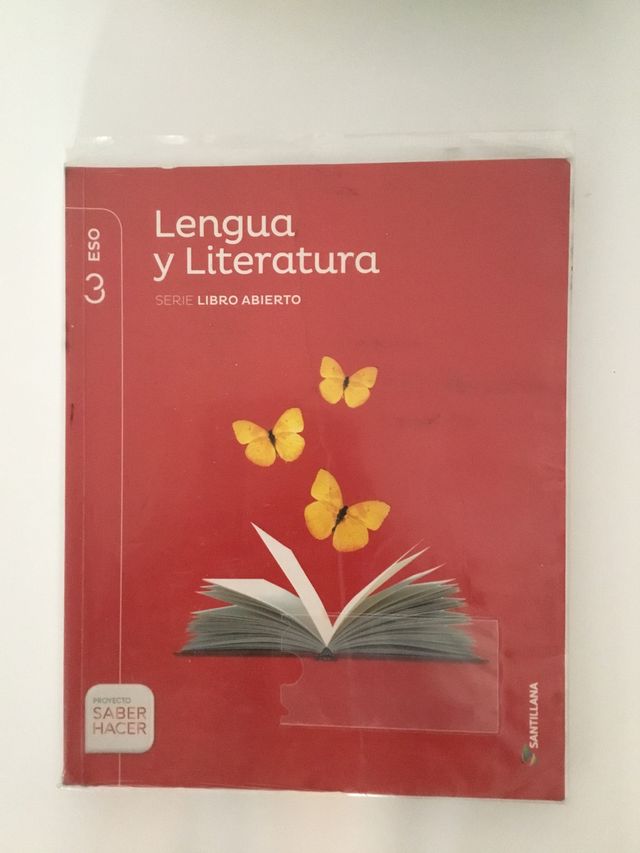 Lengua
y Literatura
SERIE LIBRO ABIERTO
3 ESO
PROYECTO
SABER
HACER
SANTILLANA